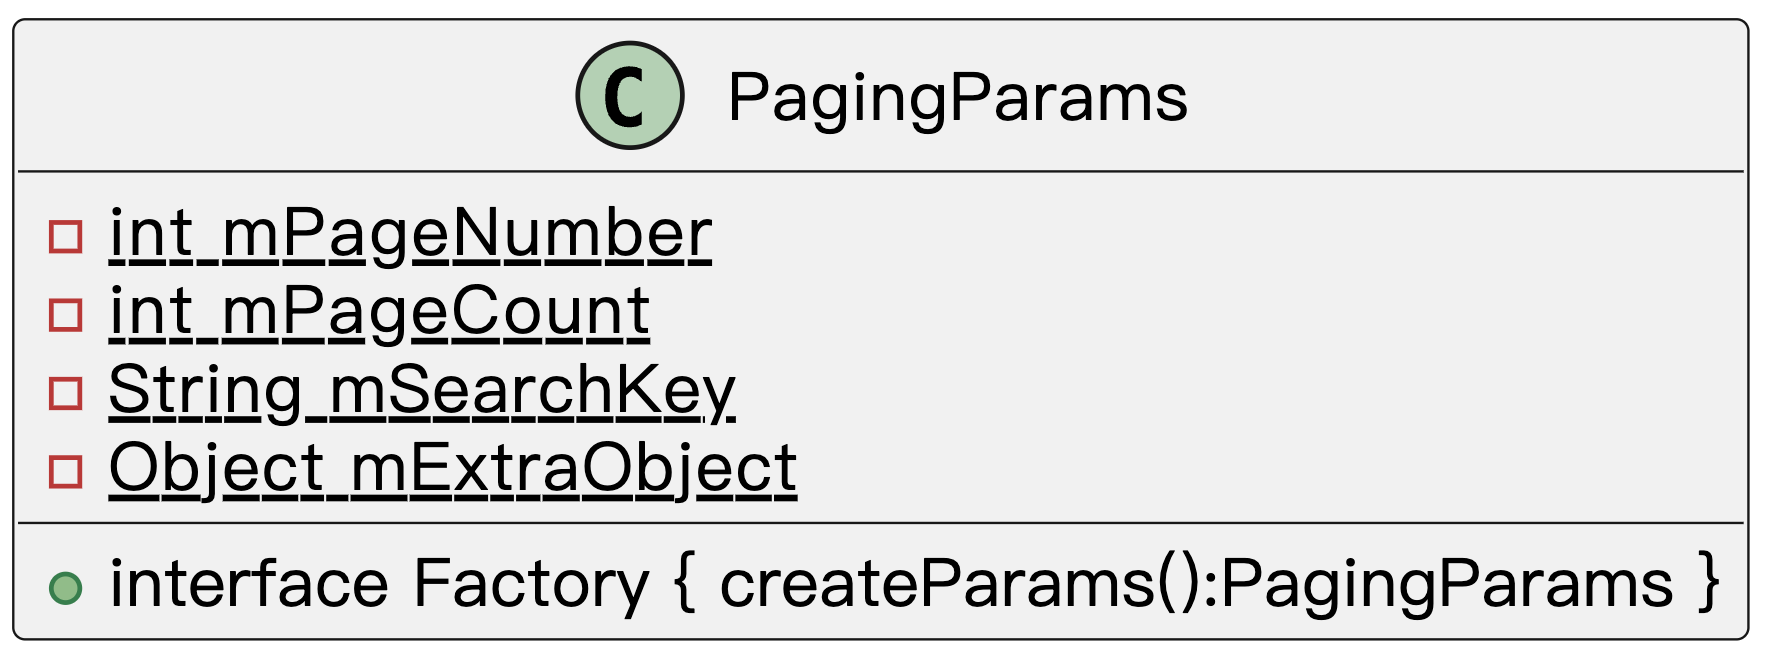 C PagingParams
int mPageNumber
int mPageCount
String mSearchKey
Object mExtraObject
interface Factory { createParams():PagingParams }